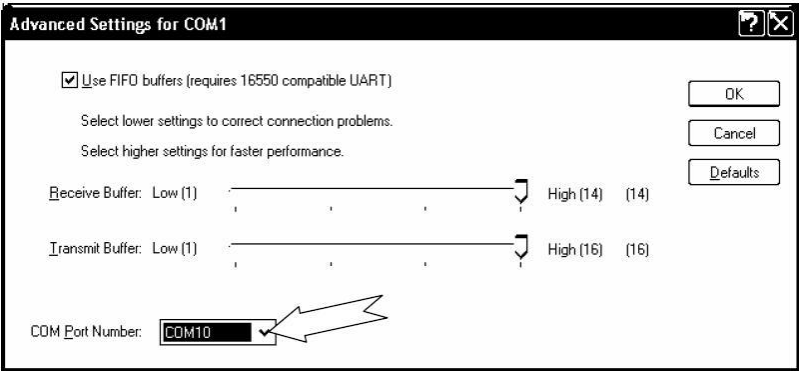 Advanced Settings for COM1
Use FIFO buffers (requires 16550 compatible UART)
OK
Select lower settings to correct connection problems.
Cancel
Select higher settings for faster performance.
Defaults
Receive Buffer: Low (1) High (14) (14)
Transmit Buffer: Low (1) High (16) (16)
COM Port Number: COM10